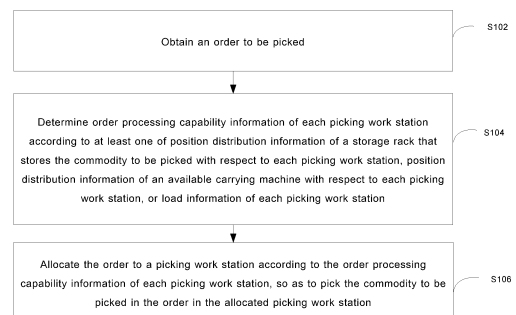 Obtain an order to be picked
S102
Determine order processing capability information of each picking work station
according to at least one of position distribution information of a storage rack that
stores the commodity to be picked with respect to each picking work station, position
distribution information of an available carrying machine with respect to each picking
work station, or load information of each picking work station
S104
Allocate the order to a picking work station according to the order processing
capability information of each picking work station, so as to pick the commodity to be
picked in the order in the allocated picking work station
S106